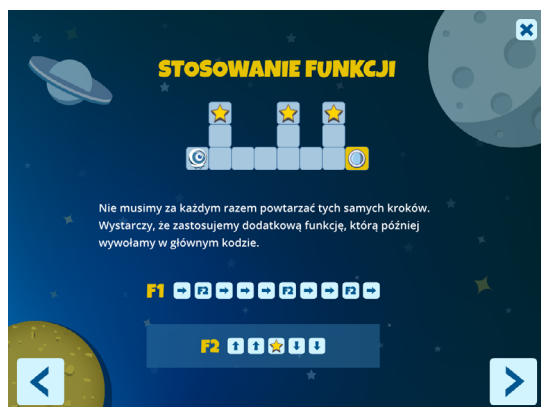 STOSOWANIE FUNKCJI
Nie musimy za każdym razem powtarzać tych samych kroków.
Wystarczy, że zastosujemy dodatkową funkcję, którą później
wywołamy w głównym kodzie.
F1 F2 F2 F2
F2